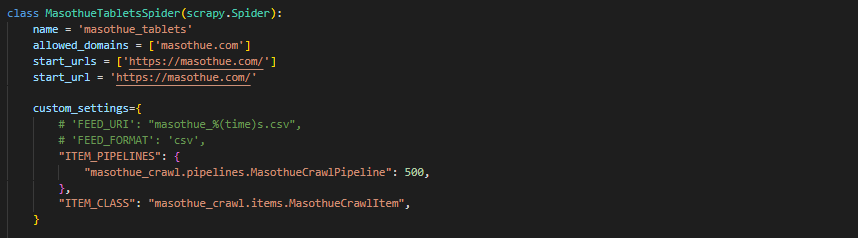 class MasothueTabletsSpider(scrapy.Spider):
    name = 'masothue_tablets'
    allowed_domains = ['masothue.com']
    start_urls = ['https://masothue.com/']
    start_url = 'https://masothue.com/'
    custom_settings={
        # 'FEED_URI': "masothue_%(time)s.csv",
        # 'FEED_FORMAT': 'csv',
        "ITEM_PIPELINES": {
            "masothue_crawl.pipelines.MasothueCrawlPipeline": 500,
        },
        "ITEM_CLASS": "masothue_crawl.items.MasothueCrawlItem",
    }